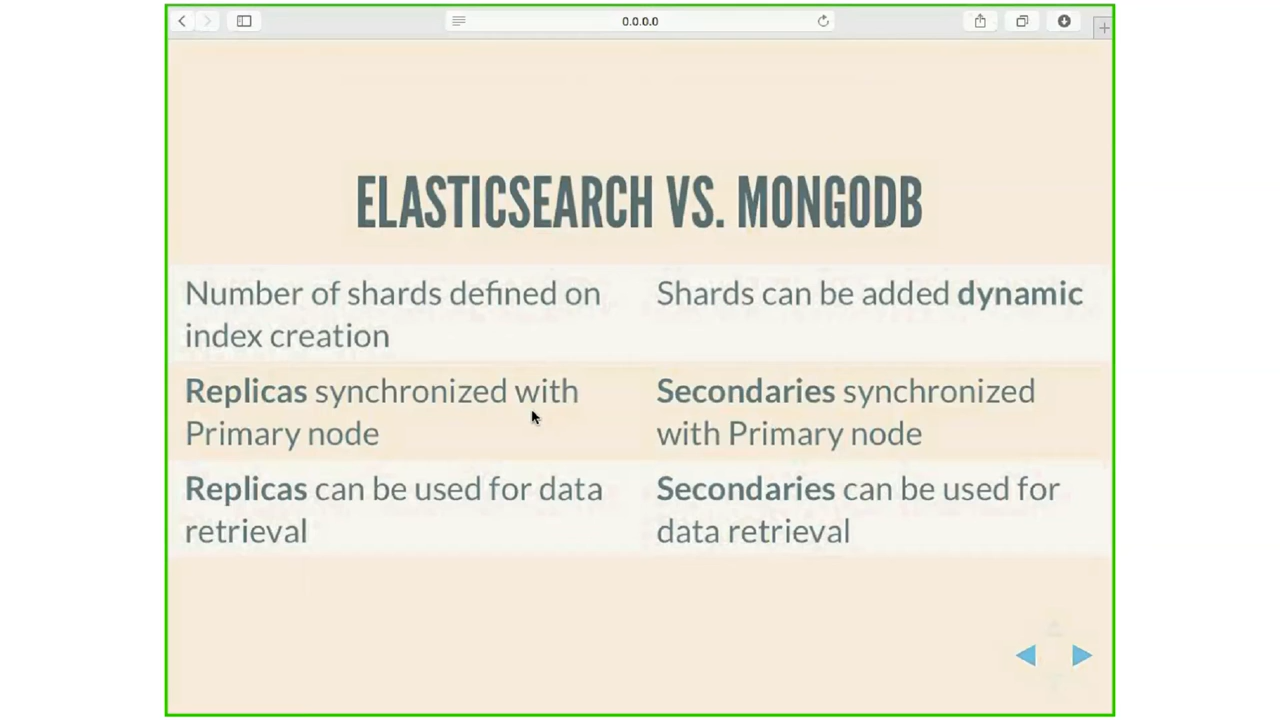 0.0.0.0
ELASTICSEARCH VS. MONGODB
Number of shards defined on
index creation
Shards can be added dynamic
Replicas synchronized with
Primary node
Secondaries synchronized
with Primary node
Replicas can be used for data
retrieval
Secondaries can be used for
data retrieval